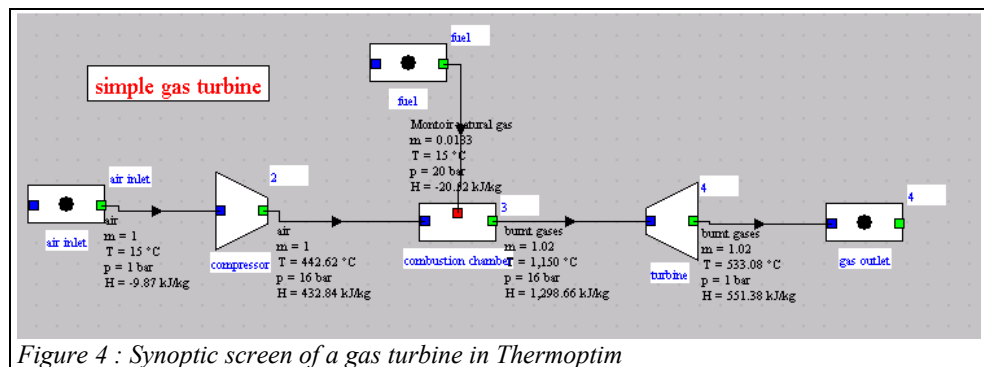 fuel
simple gas turbine
fuel
Montoir natural gas
m = 0.0183
T = 15 °C
p = 20 bar
H = -20.52 kJ/kg
air inlet
air inlet
air
m = 1
T = 15 °C
p = 1 bar
H = -9.87 kJ/kg
2
compressor
air
m = 1
T = 442.62 °C
p = 16 bar
H = 432.84 kJ/kg
3
combustion chamber
burnt gases
m = 1.02
T = 1,150 °C
p = 16 bar
H = 1,298.66 kJ/kg
4
turbine
burnt gases
m = 1.02
T = 533.08 °C
p = 1 bar
H = 551.38 kJ/kg
4
gas outlet
Figure 4 : Synoptic screen of a gas turbine in Thermoptim